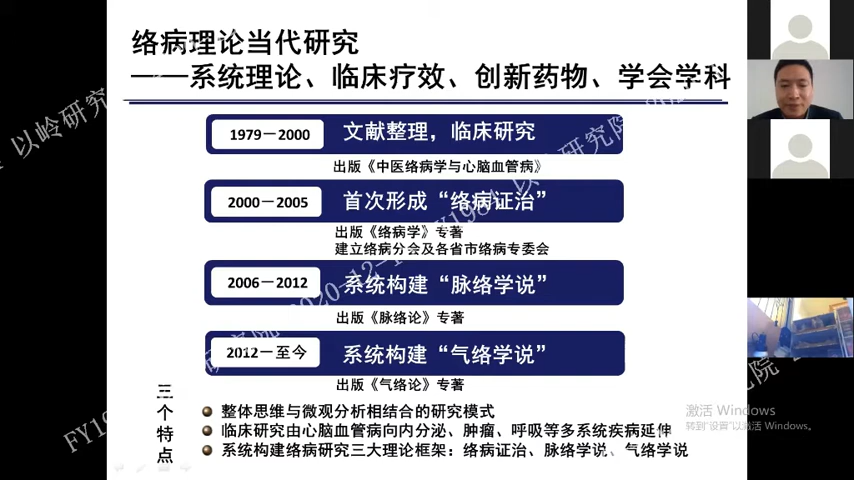 络病理论当代研究
——系统理论、临床疗效、创新药物、学会学科
1979－2000 文献整理，临床研究
出版《中医络病学与心脑血管病》
2000－2005 首次形成“络病证治”
出版《络病学》专著
建立络病分会及各省市络病专委会
2006－2012 系统构建“脉络学说”
出版《脉络论》专著
2012－至今 系统构建“气络学说”
出版《气络论》专著
三个特点
整体思维与微观分析相结合的研究模式
临床研究由心脑血管病向内分泌、肿瘤、呼吸等多系统疾病延伸
系统构建络病研究三大理论框架：络病证治、脉络学说、气络学说
激活 Windows
转到“设置”以激活 Windows。
以岭研究院